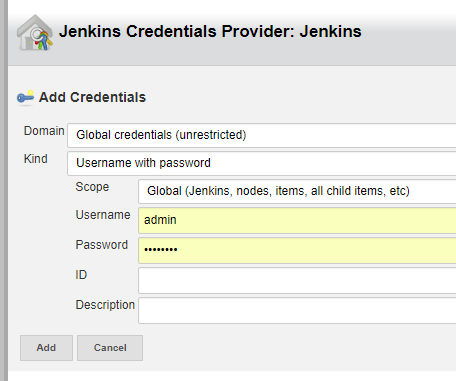 Jenkins Credentials Provider: Jenkins
Add Credentials
Domain Global credentials (unrestricted)
Kind Username with password
Scope Global (Jenkins, nodes, items, all child items, etc)
Username admin
Password ••••••••
ID
Description
Add Cancel